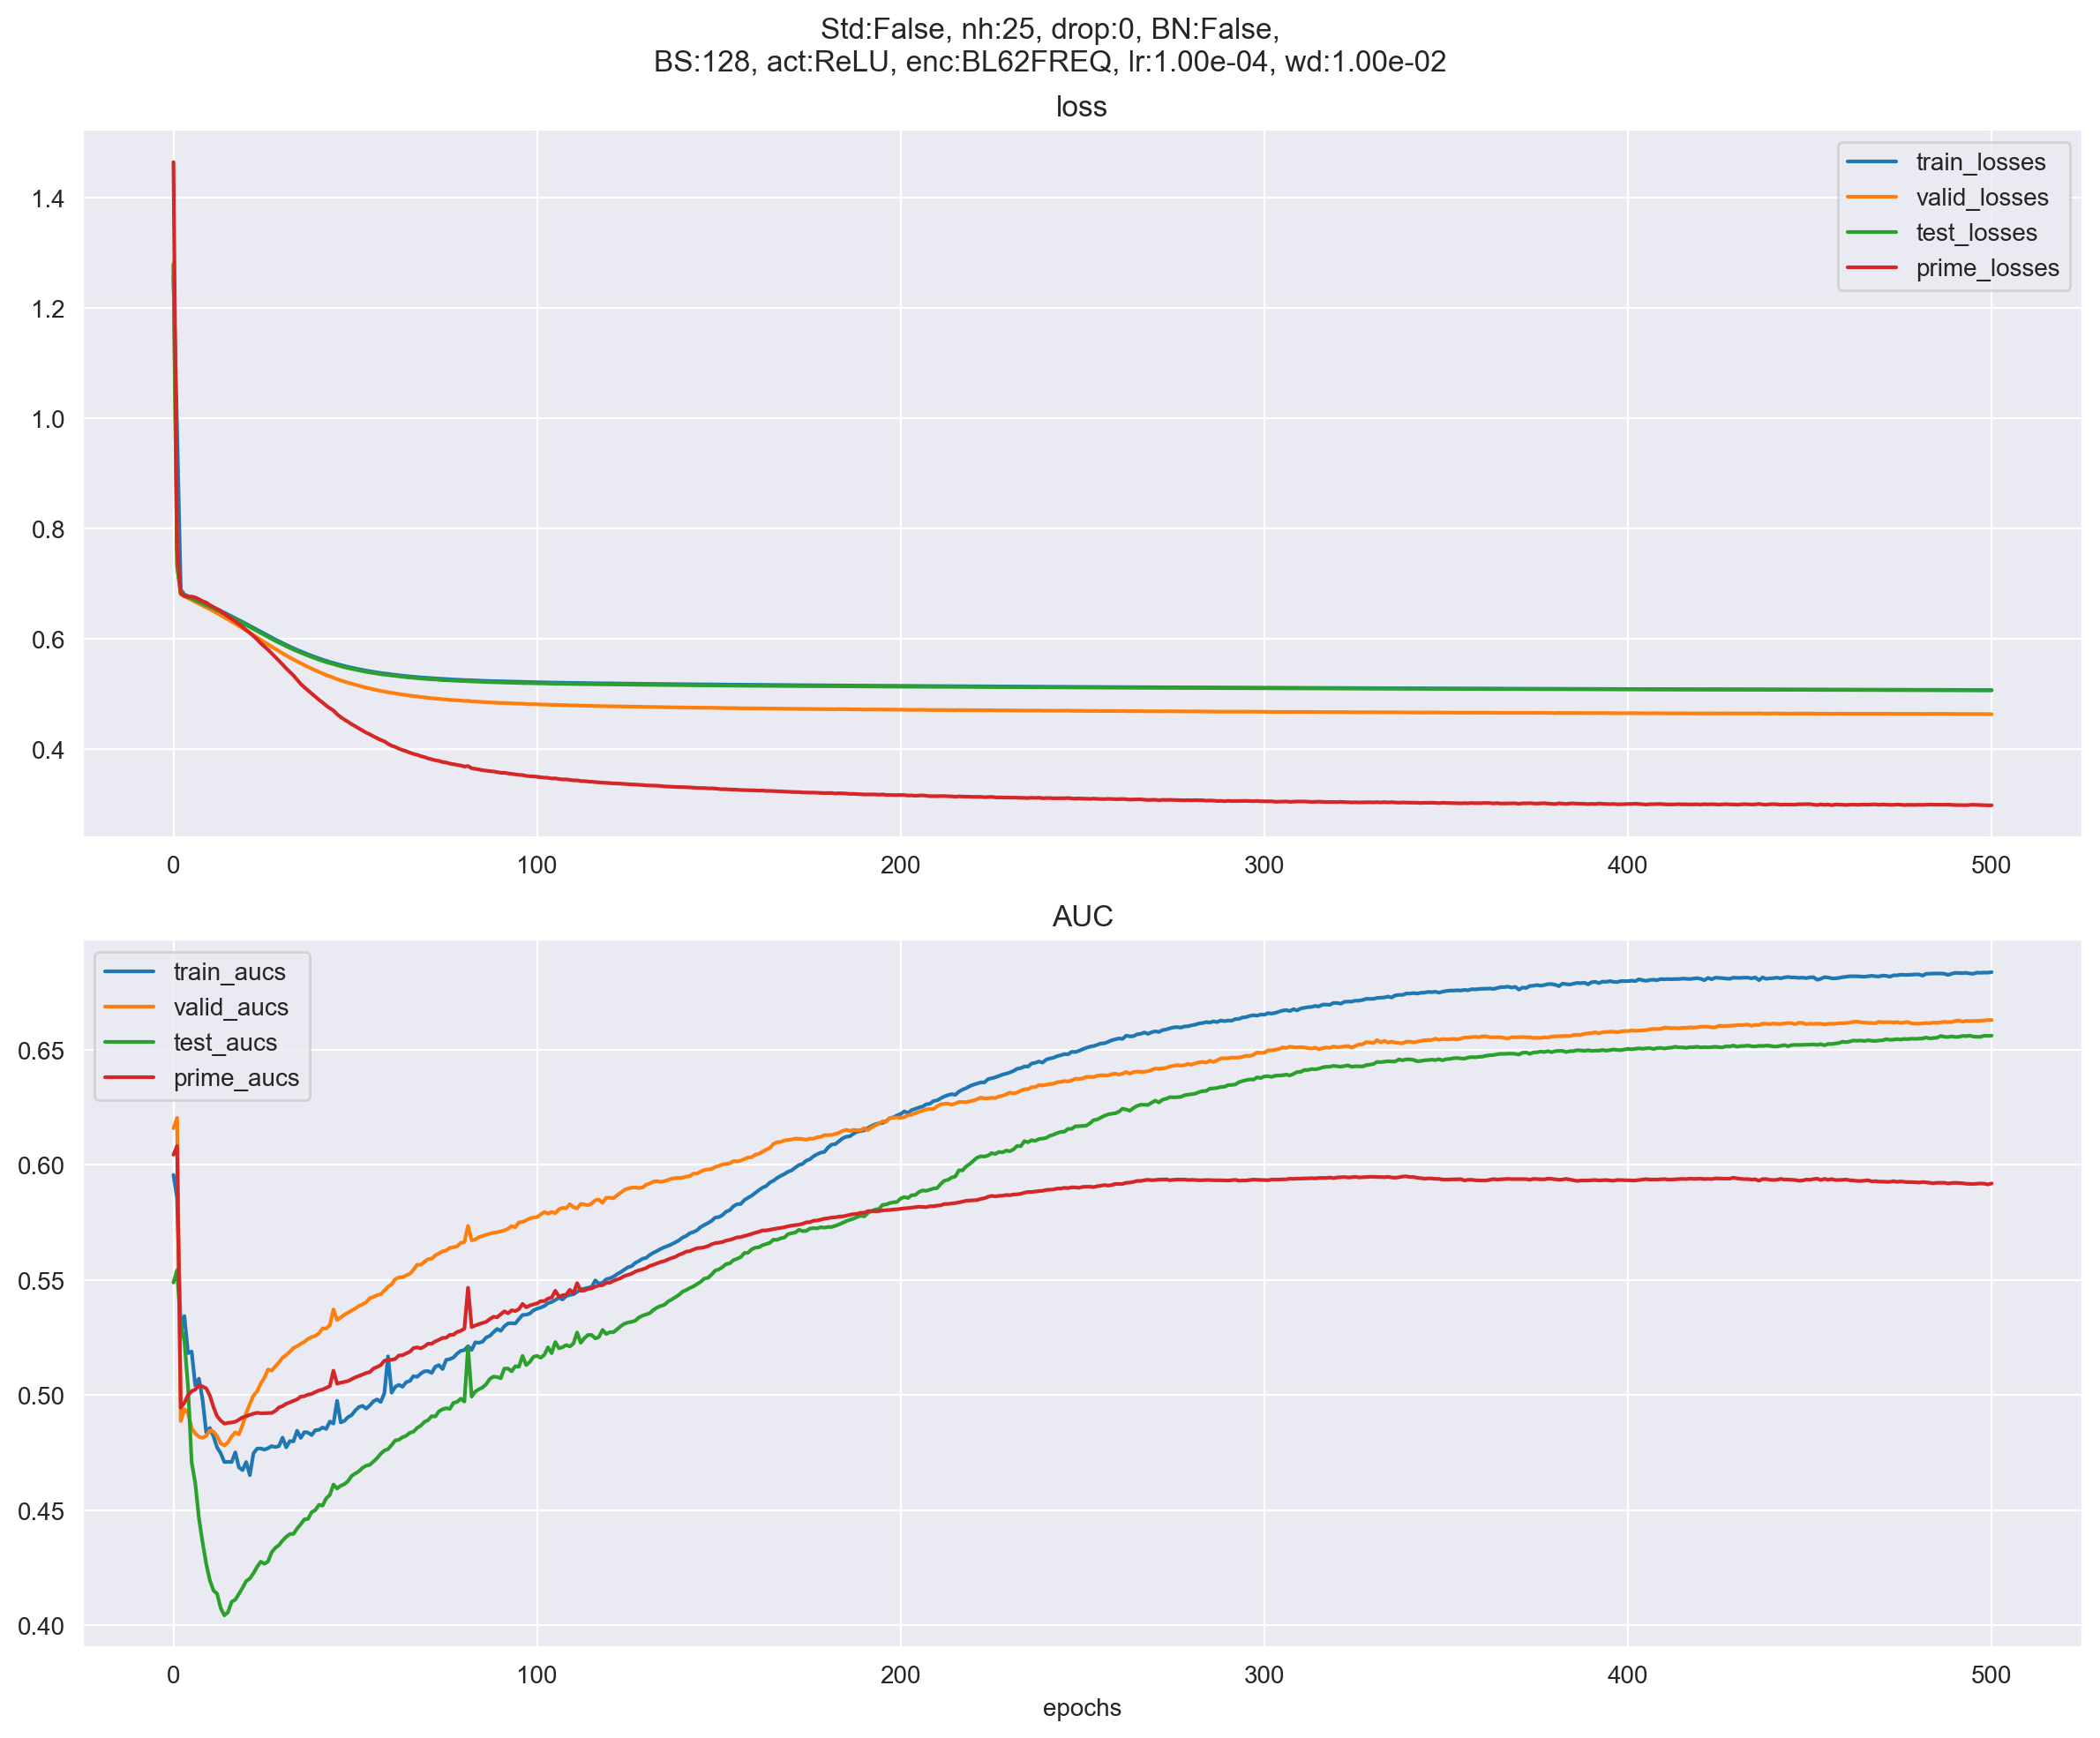 Std:False, nh:25, drop:0, BN:False,
BS:128, act:ReLU, enc:BL62FREQ, lr:1.00e-04, wd:1.00e-02
loss
train_losses
valid_losses
test_losses
prime_losses
1.4
1.2
1.0
0.8
0.6
0.4
0 100 200 300 400 500
AUC
train_aucs
valid_aucs
test_aucs
prime_aucs
0.65
0.60
0.55
0.50
0.45
0.40
0 100 200 300 400 500
epochs